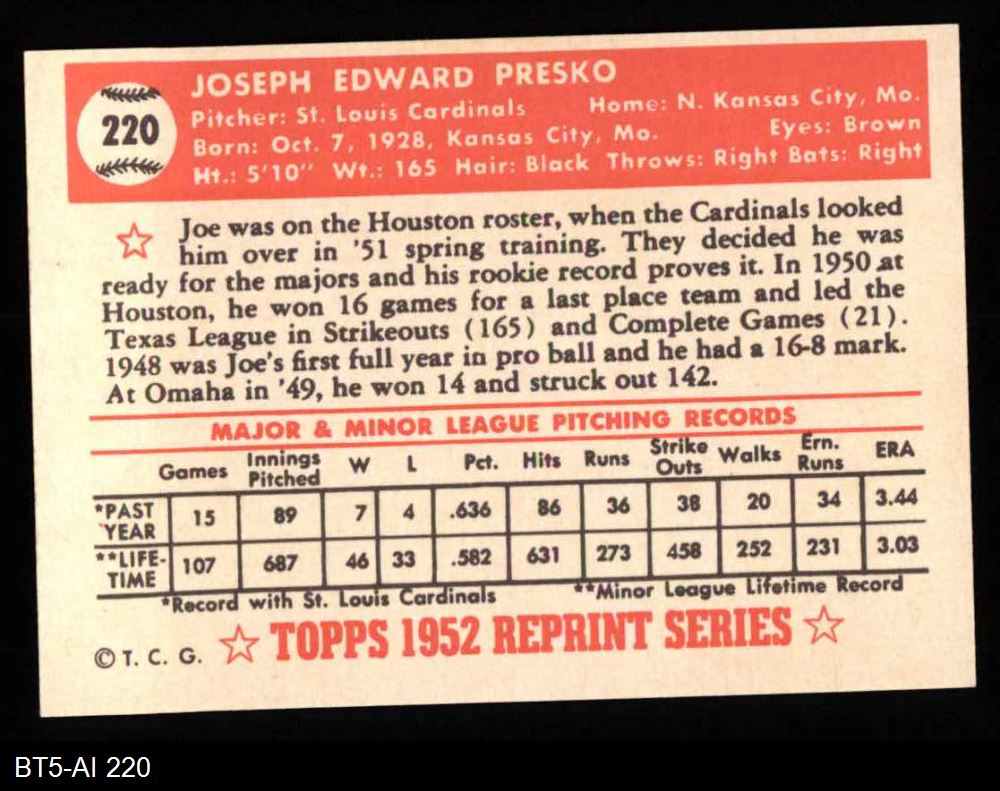 220
JOSEPH EDWARD PRESKO
Pitcher: St. Louis Cardinals Home: N. Kansas City, Mo.
Born: Oct. 7, 1928, Kansas City, Mo. Eyes: Brown
Ht.: 5'10" Wt.: 165 Hair: Black Throws: Right Bats: Right
Joe was on the Houston roster, when the Cardinals looked
him over in '51 spring training. They decided he was
ready for the majors and his rookie record proves it. In 1950 at
Houston, he won 16 games for a last place team and led the
Texas League in Strikeouts (165) and Complete Games (21).
1948 was Joe's first full year in pro ball and he had a 16-8 mark.
At Omaha in '49, he won 14 and struck out 142.
MAJOR & MINOR LEAGUE PITCHING RECORDS
Games Innings Pitched W L Pct. Hits Runs Strike Outs Walks Ern. Runs ERA
*PAST YEAR 15 89 7 4 .636 86 36 38 20 34 3.44
**LIFE-TIME 107 687 46 33 .582 631 273 458 252 231 3.03
*Record with St. Louis Cardinals **Minor League Lifetime Record
© T. C. G. TOPPS 1952 REPRINT SERIES
BT5-AI 220